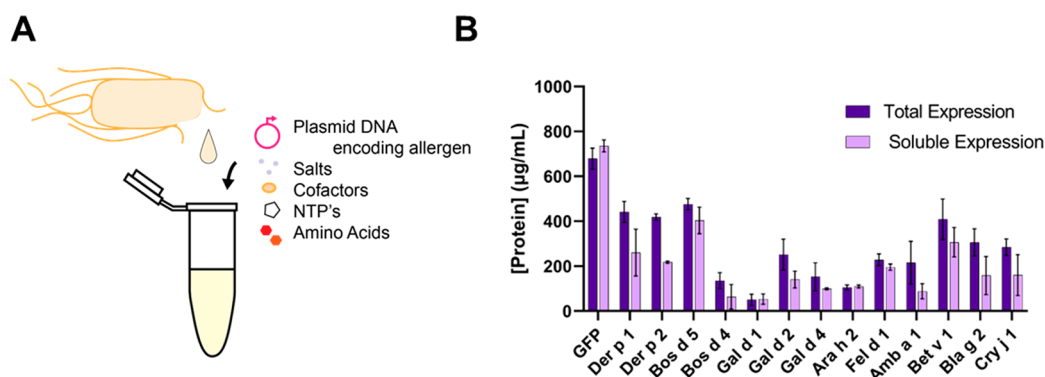 A
Plasmid DNA
encoding allergen
Salts
Cofactors
NTP's
Amino Acids
B
1000
800
600
400
200
0
[Protein] (µg/mL)
Total Expression
Soluble Expression
GFP
Der p 1
Der p 2
Bos d 5
Bos d 4
Gal d 1
Gal d 2
Gal d 4
Ara h 2
Fel d 1
Amb a 1
Bet v 1
Bla g 2
Cry j 1